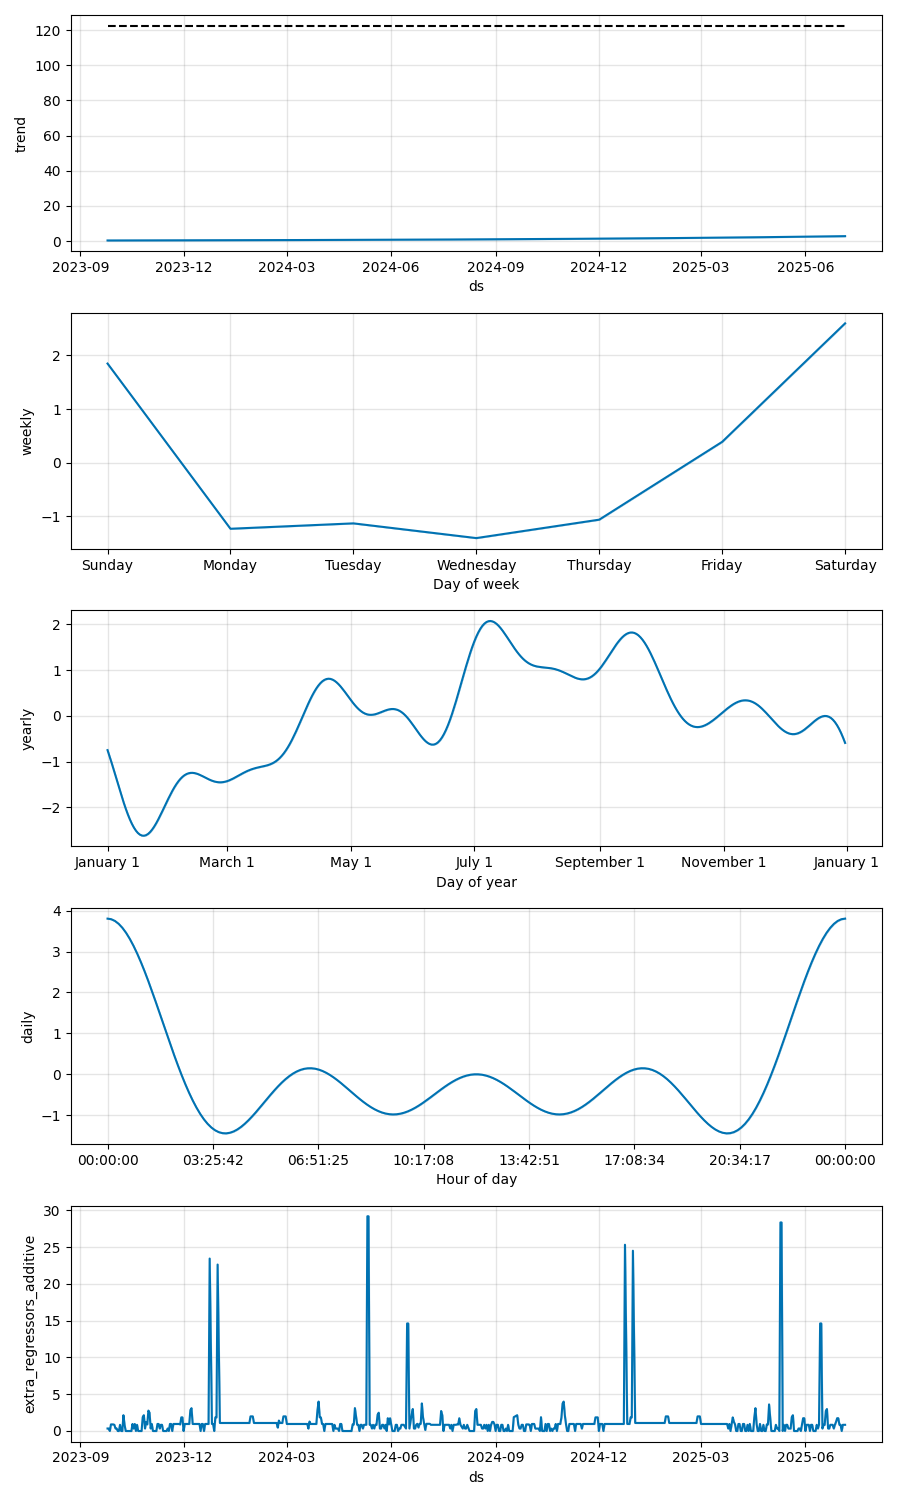 trend
120
100
80
60
40
20
0
2023-09 2023-12 2024-03 2024-06 2024-09 2024-12 2025-03 2025-06
ds
weekly
2
1
0
−1
Sunday Monday Tuesday Wednesday Thursday Friday Saturday
Day of week
yearly
2
1
0
−1
−2
January 1 March 1 May 1 July 1 September 1 November 1 January 1
Day of year
daily
4
3
2
1
0
−1
00:00:00 03:25:42 06:51:25 10:17:08 13:42:51 17:08:34 20:34:17 00:00:00
Hour of day
extra_regressors_additive
30
25
20
15
10
5
0
2023-09 2023-12 2024-03 2024-06 2024-09 2024-12 2025-03 2025-06
ds